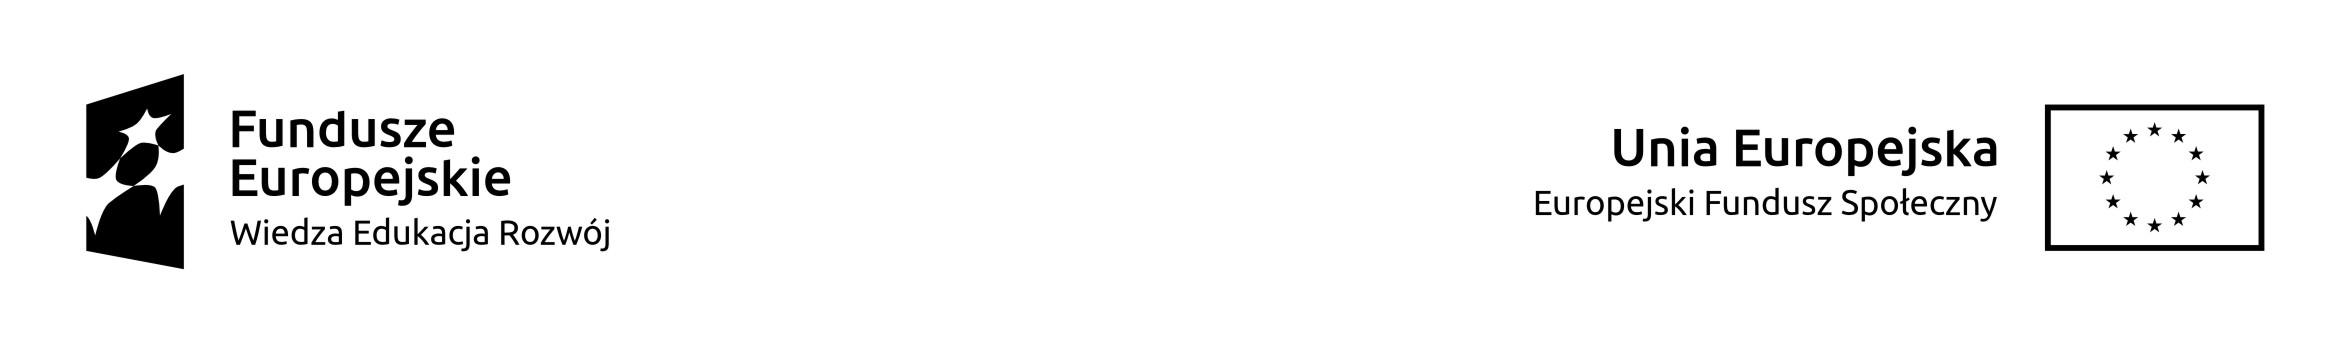 Fundusze
Europejskie
Wiedza Edukacja Rozwój
Unia Europejska
Europejski Fundusz Społeczny